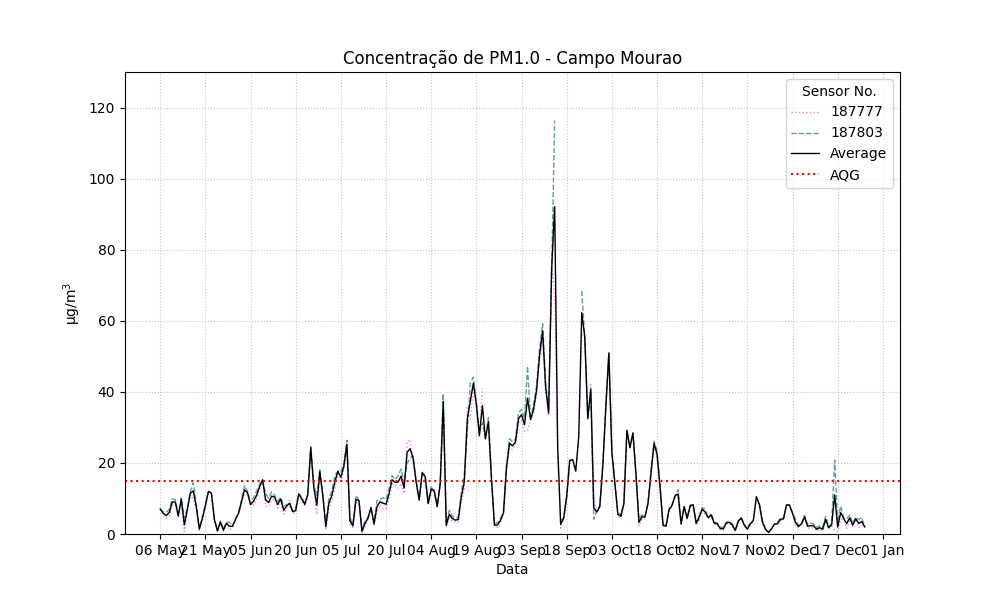 Concentração de PM1.0 - Campo Mourao
Sensor No.
187777
187803
Average
AQG
120
100
80
60
40
20
0
µg/m³
06 May 21 May 05 Jun 20 Jun 05 Jul 20 Jul 04 Aug 19 Aug 03 Sep 18 Sep 03 Oct 18 Oct 02 Nov 17 Nov 02 Dec 17 Dec 01 Jan
Data